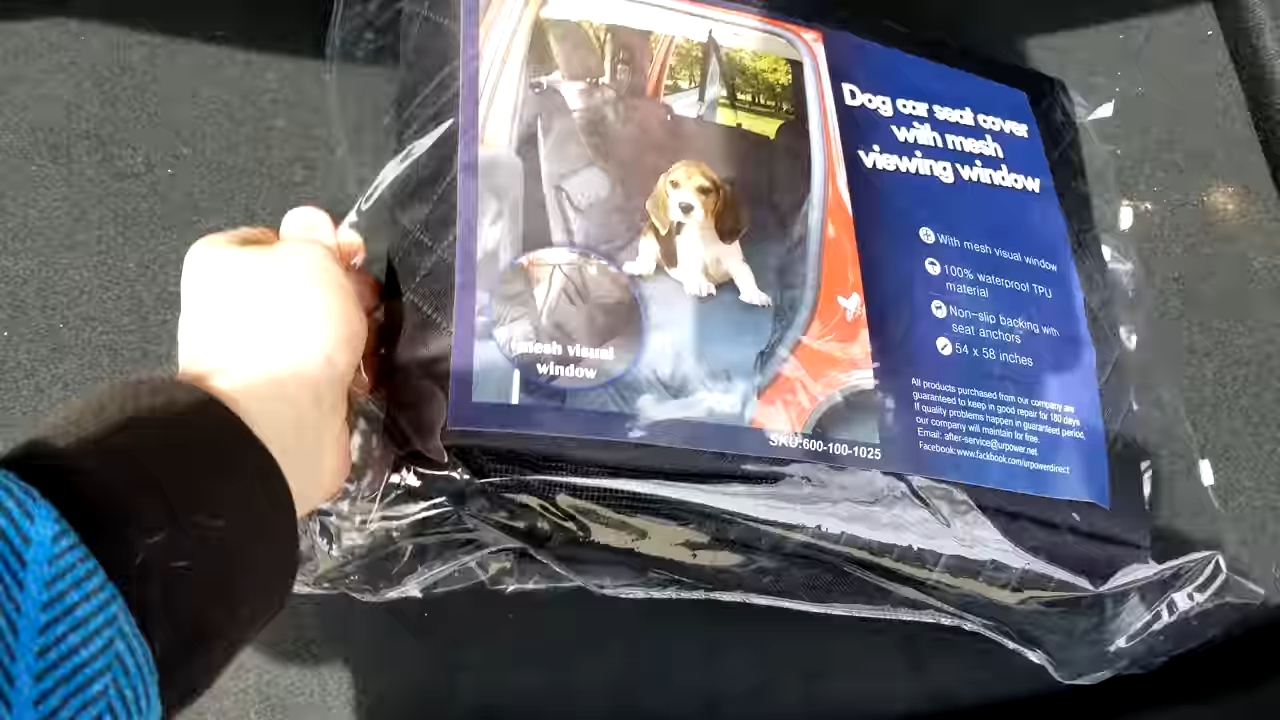 Dog car seat cover
with mesh
viewing window
With mesh visual window
100% waterproof TPU
material
Non-slip backing with
seat anchors
54 x 58 inches
mesh visual
window
All products purchased from our company are
guaranteed to keep in good repair for 180 days
If quality problems happen in guaranteed period,
our company will maintain for free.
Email: after-service@urpower.net
Facebook:www.fackbook.com/urpowerdirect
SKU:600-100-1025